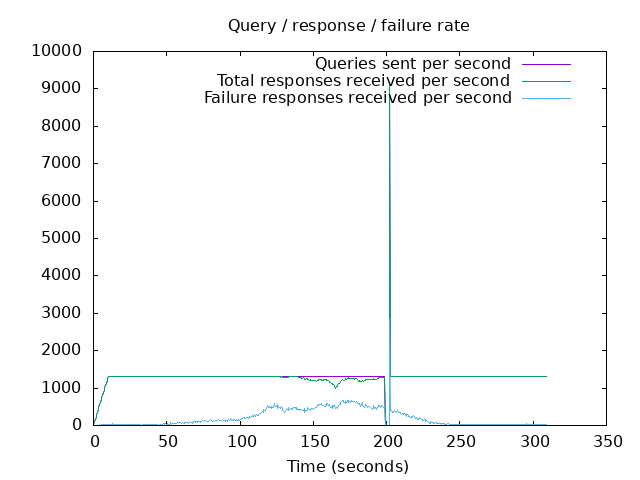 Query / response / failure rate
10000
9000
8000
7000
6000
5000
4000
3000
2000
1000
0
Queries sent per second
Total responses received per second
Failure responses received per second
0 50 100 150 200 250 300 350
Time (seconds)